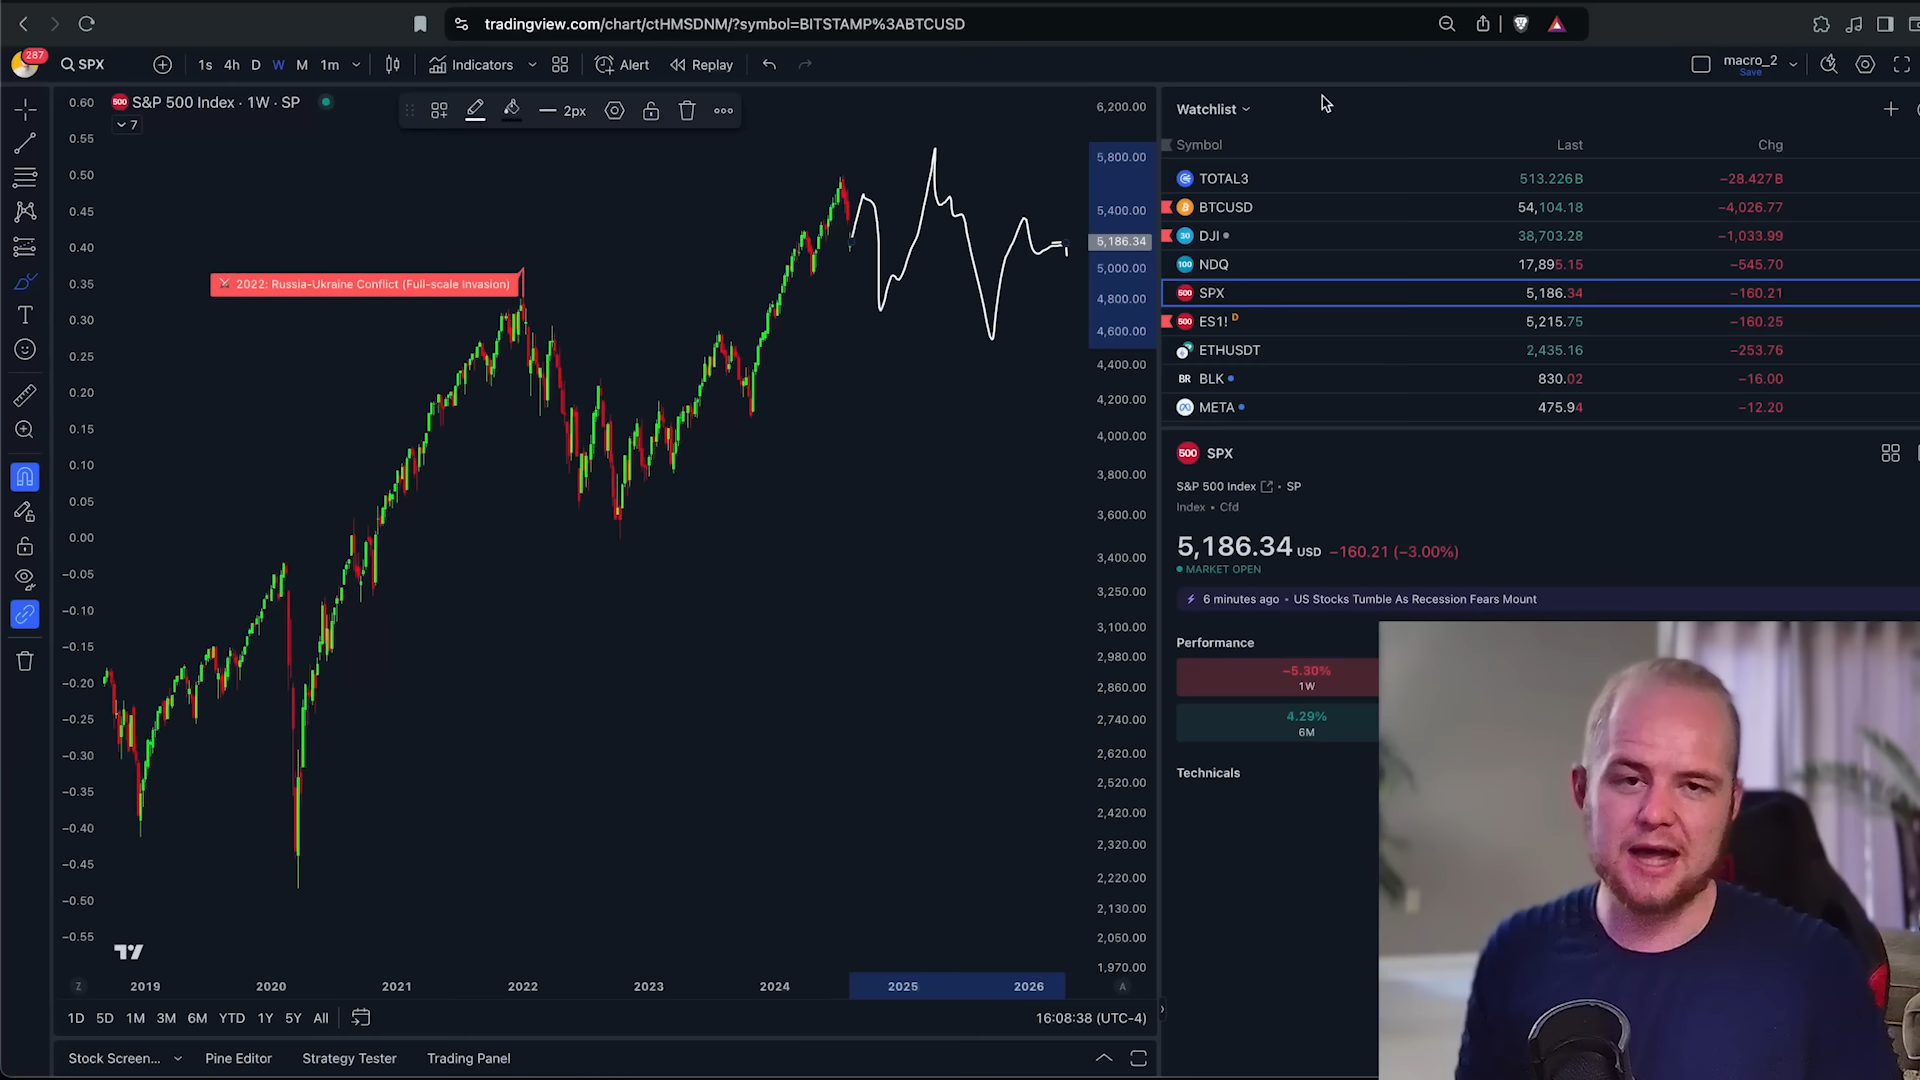 tradingview.com/chart/ctHMSDNM/?symbol=BITSTAMP%3ABTCUSD
287
SPX
1s 4h D W M 1m
Indicators
Alert
Replay
macro_2
Save
S&P 500 Index · 1W · SP
7
2px
2022: Russia-Ukraine Conflict (Full-scale Invasion)
0.60
0.55
0.50
0.45
0.40
0.35
0.30
0.25
0.20
0.15
0.10
0.05
0.00
−0.05
−0.10
−0.15
−0.20
−0.25
−0.30
−0.35
−0.40
−0.45
−0.50
−0.55
6,200.00
5,800.00
5,400.00
5,186.34
5,000.00
4,800.00
4,600.00
4,400.00
4,200.00
4,000.00
3,800.00
3,600.00
3,400.00
3,250.00
3,100.00
2,980.00
2,860.00
2,740.00
2,620.00
2,520.00
2,420.00
2,320.00
2,220.00
2,130.00
2,050.00
1,970.00
Z 2019 2020 2021 2022 2023 2024 2025 2026 A
1D 5D 1M 3M 6M YTD 1Y 5Y All
16:08:38 (UTC-4)
Stock Screen... Pine Editor Strategy Tester Trading Panel
Watchlist
Symbol Last Chg
TOTAL3 513.226B −28.427B
BTCUSD 54,104.18 −4,026.77
30 DJI 38,703.28 −1,033.99
100 NDQ 17,895.15 −545.70
500 SPX 5,186.34 −160.21
500 ES1! D 5,215.75 −160.25
ETHUSDT 2,435.16 −253.76
BR BLK 830.02 −16.00
META 475.94 −12.20
500 SPX
S&P 500 Index • SP
Index • Cfd
5,186.34 USD −160.21 (−3.00%)
MARKET OPEN
6 minutes ago • US Stocks Tumble As Recession Fears Mount
Performance
−5.30%
1W
4.29%
6M
Technicals